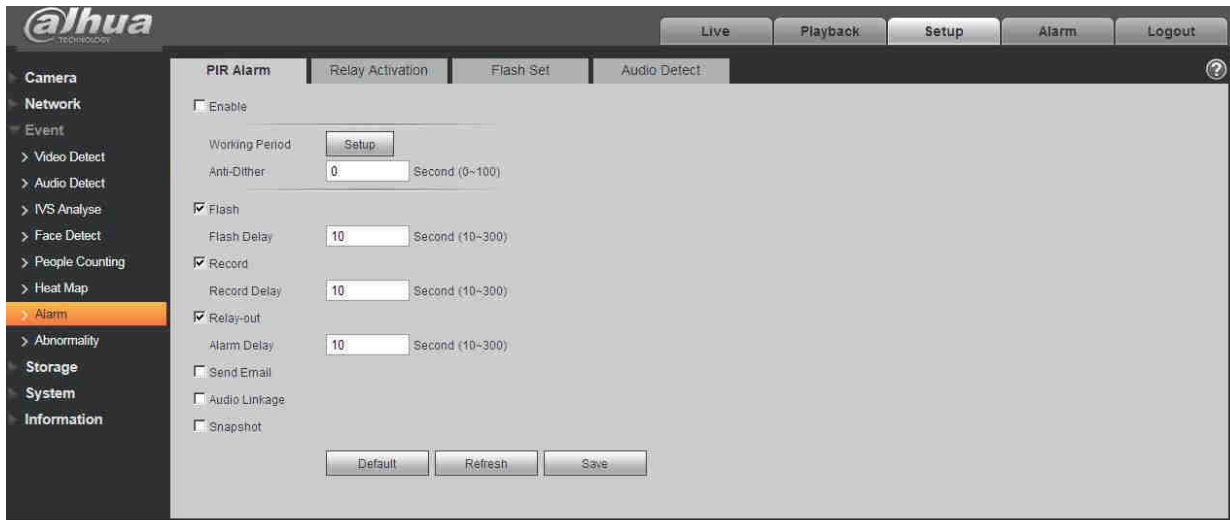 alhua
TECHNOLOGY
Live Playback Setup Alarm Logout
Camera
Network
Event
> Video Detect
> Audio Detect
> IVS Analyse
> Face Detect
> People Counting
> Heat Map
> Alarm
> Abnormality
Storage
System
Information
PIR Alarm Relay Activation Flash Set Audio Detect
?
Enable
Working Period Setup
Anti-Dither 0 Second (0~100)
Flash
Flash Delay 10 Second (10~300)
Record
Record Delay 10 Second (10~300)
Relay-out
Alarm Delay 10 Second (10~300)
Send Email
Audio Linkage
Snapshot
Default Refresh Save